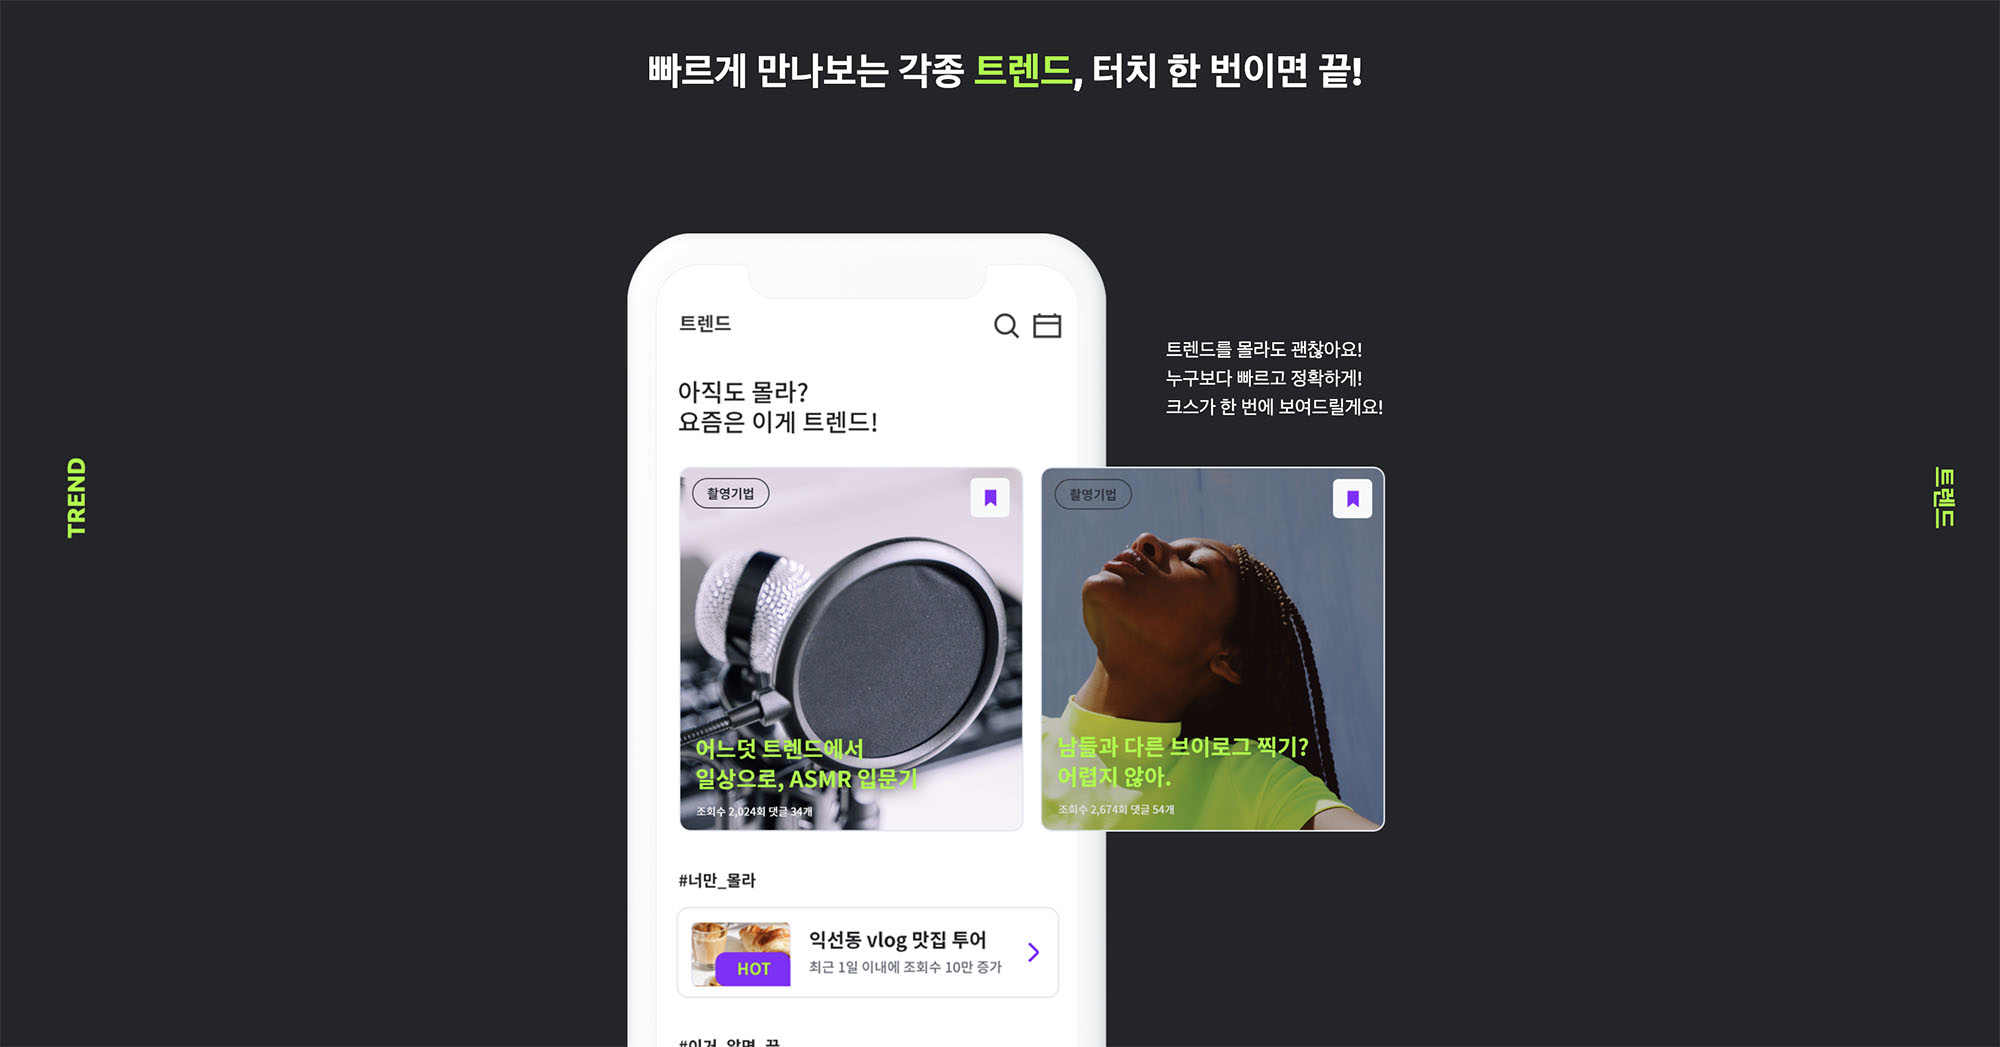 빠르게 만나보는 각종 트렌드, 터치 한 번이면 끝!
TREND
트렌드
트렌드
아직도 몰라?
요즘은 이게 트렌드!
트렌드를 몰라도 괜찮아요!
누구보다 빠르고 정확하게!
크스가 한 번에 보여드릴게요!
촬영기법
어느덧 트렌드에서
일상으로, ASMR 입문기
조회수 2,024회 댓글 34개
촬영기법
남들과 다른 브이로그 찍기?
어렵지 않아.
조회수 2,674회 댓글 54개
#너만_몰라
HOT
익선동 vlog 맛집 투어
최근 1일 이내에 조회수 10만 증가